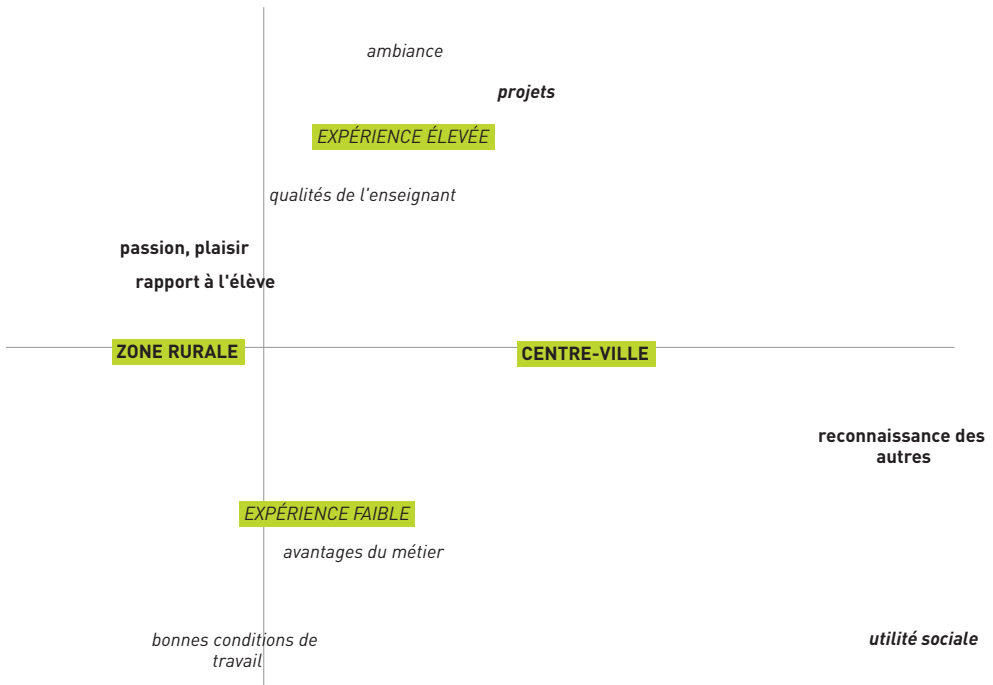 ambiance
projets
EXPÉRIENCE ÉLEVÉE
qualités de l'enseignant
passion, plaisir
rapport à l'élève
ZONE RURALE
CENTRE-VILLE
reconnaissance des
autres
EXPÉRIENCE FAIBLE
avantages du métier
bonnes conditions de
travail
utilité sociale